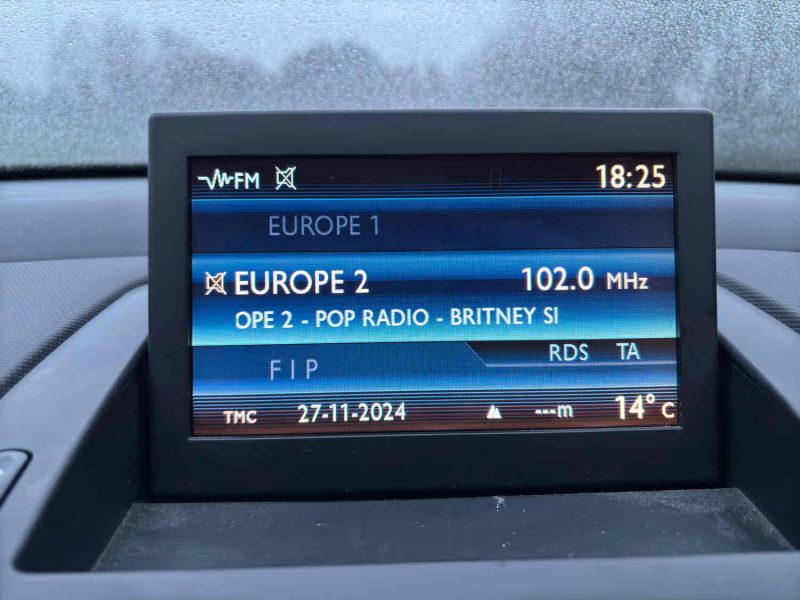 FM 18:25
EUROPE 1
EUROPE 2 102.0 MHz
OPE 2 - POP RADIO - BRITNEY SI
RDS TA
FIP
TMC 27-11-2024 ---m 14°C